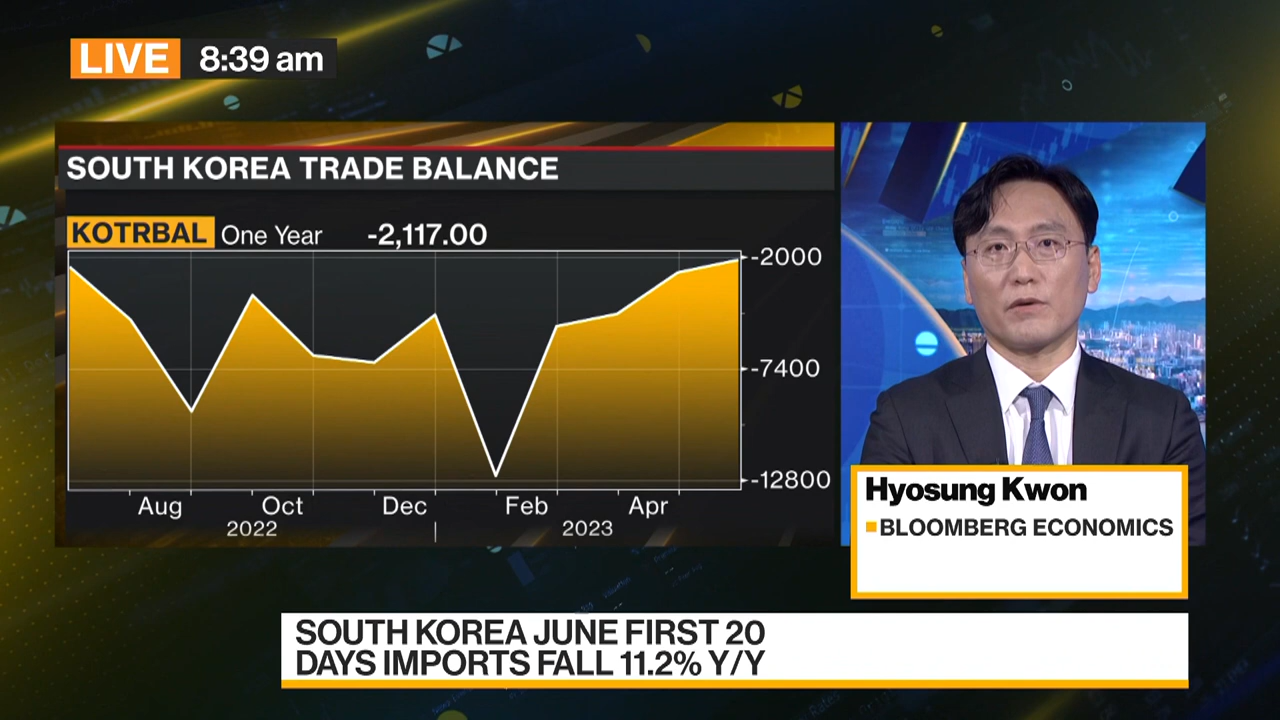 LIVE 8:39 am
SOUTH KOREA TRADE BALANCE
KOTRBAL One Year -2,117.00
-2000
-7400
-12800
Aug Oct Dec Feb Apr
2022 2023
Hyosung Kwon
BLOOMBERG ECONOMICS
SOUTH KOREA JUNE FIRST 20
DAYS IMPORTS FALL 11.2% Y/Y